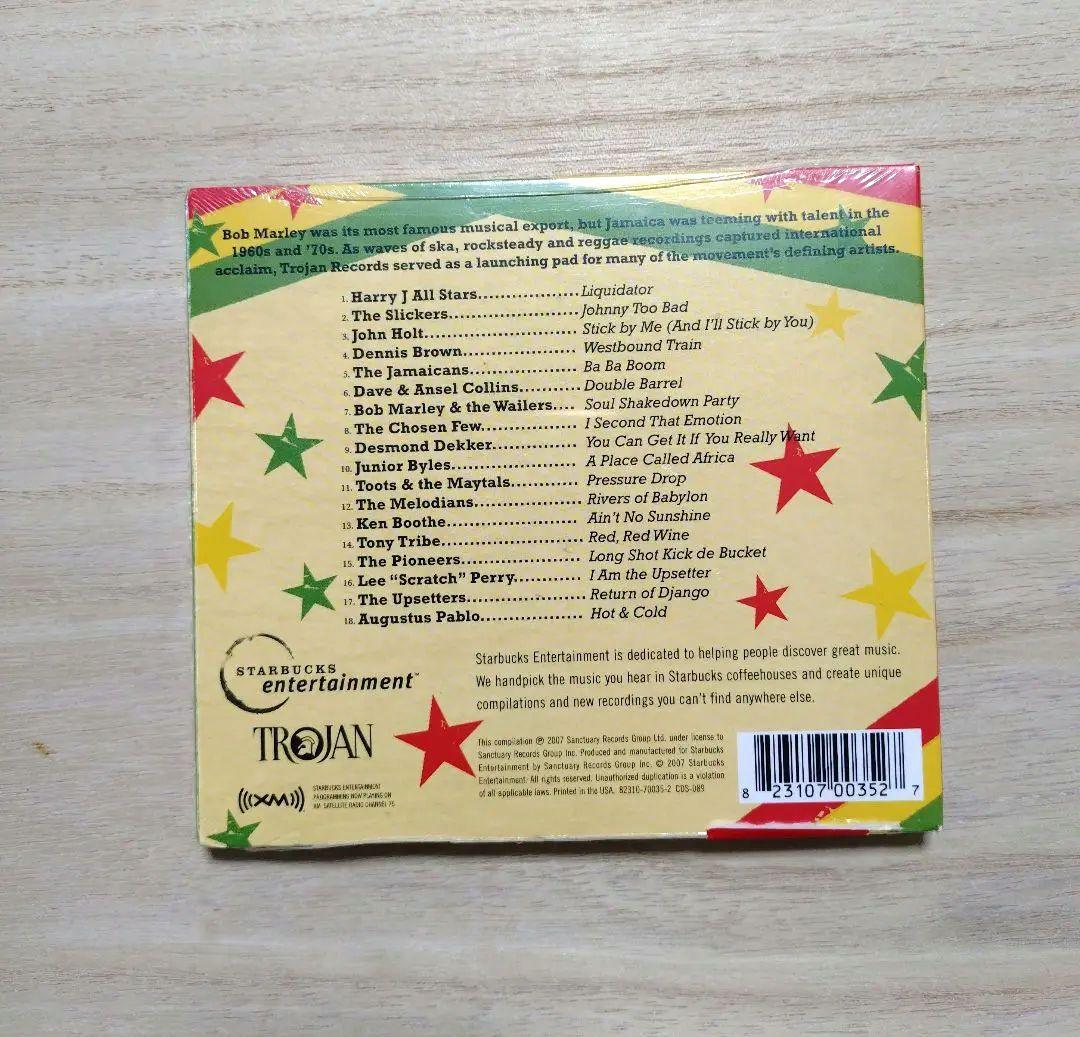 Bob Marley was its most famous musical export, but Jamaica was teeming with talent in the
1960s and '70s. As waves of ska, rocksteady and reggae recordings captured international
acclaim, Trojan Records served as a launching pad for many of the movement's defining artists.
1. Harry J All Stars..................Liquidator
2. The Slickers.......................Johnny Too Bad
3. John Holt........................... Stick by Me (And I'll Stick by You)
4. Dennis Brown.................... Westbound Train
5. The Jamaicans................... Ba Ba Boom
6. Dave & Ansel Collins........... Double Barrel
7. Bob Marley & the Wailers.... Soul Shakedown Party
8. The Chosen Few................. I Second That Emotion
9. Desmond Dekker............... You Can Get It If You Really Want
10. Junior Byles...................... A Place Called Africa
11. Toots & the Maytals............ Pressure Drop
12. The Melodians................... Rivers of Babylon
13. Ken Boothe....................... Ain't No Sunshine
14. Tony Tribe........................ Red, Red Wine
15. The Pioneers..................... Long Shot Kick de Bucket
16. Lee "Scratch" Perry............ I Am the Upsetter
17. The Upsetters.................... Return of Django
18. Augustus Pablo.................. Hot & Cold
STARBUCKS
entertainment™
Starbucks Entertainment is dedicated to helping people discover great music.
We handpick the music you hear in Starbucks coffeehouses and create unique
compilations and new recordings you can't find anywhere else.
TROJAN
This compilation ℗ 2007 Sanctuary Records Group Ltd. under license to
Sanctuary Records Group Inc. Produced and manufactured for Starbucks
Entertainment by Sanctuary Records Group Inc. © 2007 Starbucks
Entertainment. All rights reserved. Unauthorized duplication is a violation
of all applicable laws. Printed in the USA. 82310-70035-2 CDS-089
XM
STARBUCKS ENTERTAINMENT
PROGRAMMING NOW PLAYING ON
XM SATELLITE RADIO CHANNEL 75
8 23107 00352 7